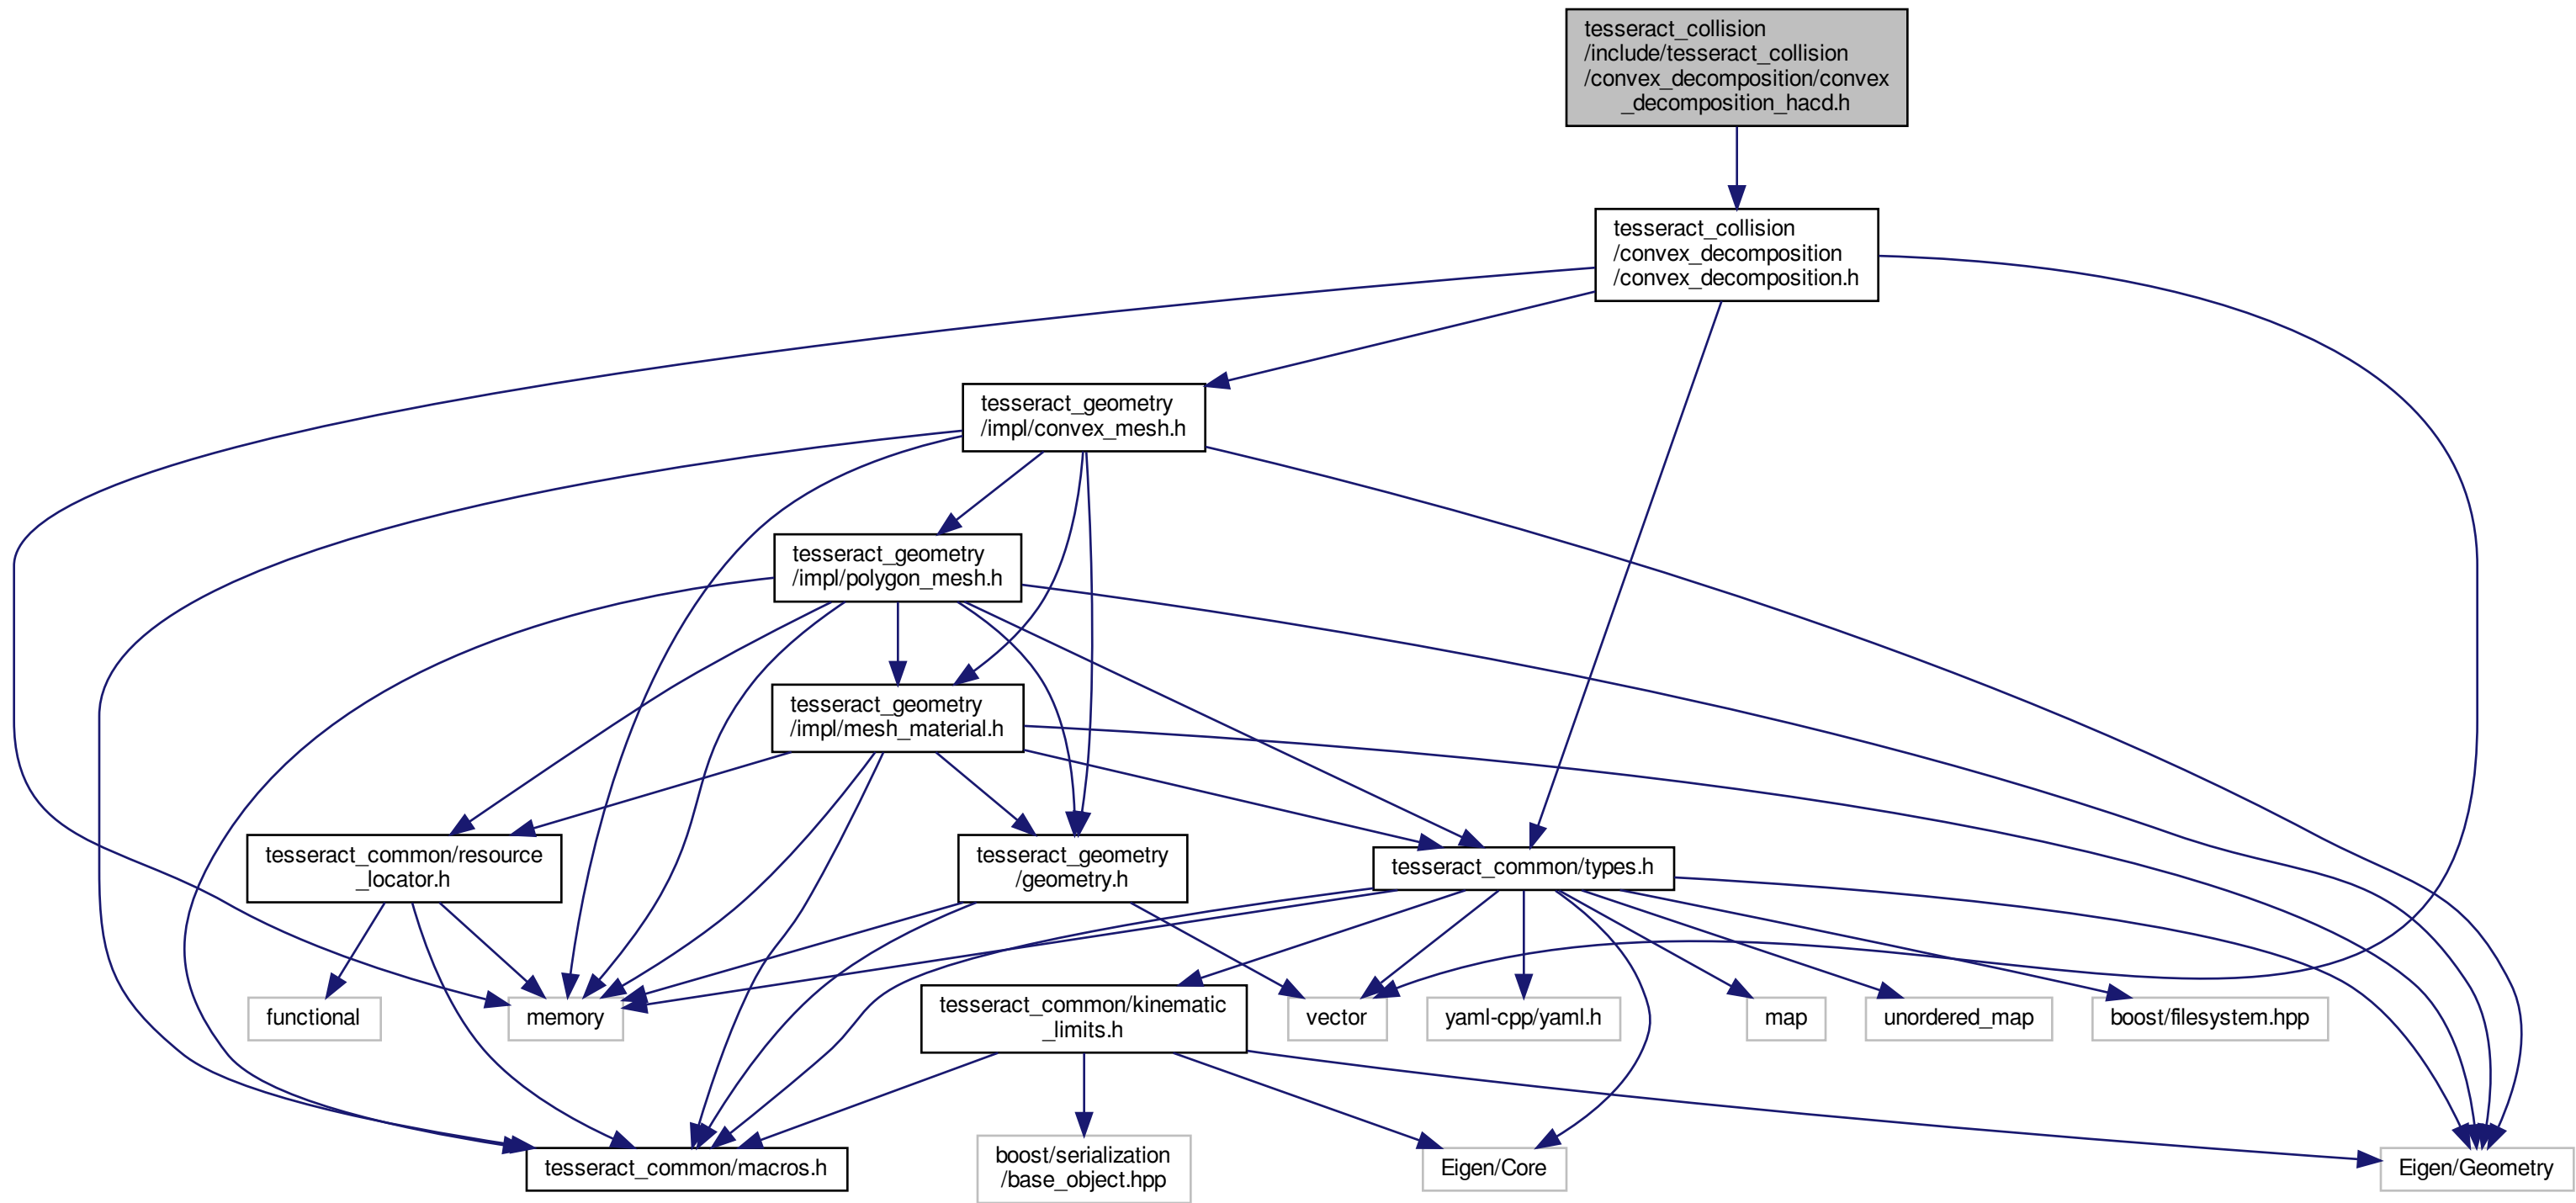 tesseract_collision
/include/tesseract_collision
/convex_decomposition/convex
_decomposition_hacd.h
tesseract_collision
/convex_decomposition
/convex_decomposition.h
tesseract_geometry
/impl/convex_mesh.h
tesseract_geometry
/impl/polygon_mesh.h
tesseract_geometry
/impl/mesh_material.h
tesseract_common/resource
_locator.h
tesseract_geometry
/geometry.h
tesseract_common/types.h
functional
memory
tesseract_common/kinematic
_limits.h
vector
yaml-cpp/yaml.h
map
unordered_map
boost/filesystem.hpp
tesseract_common/macros.h
boost/serialization
/base_object.hpp
Eigen/Core
Eigen/Geometry